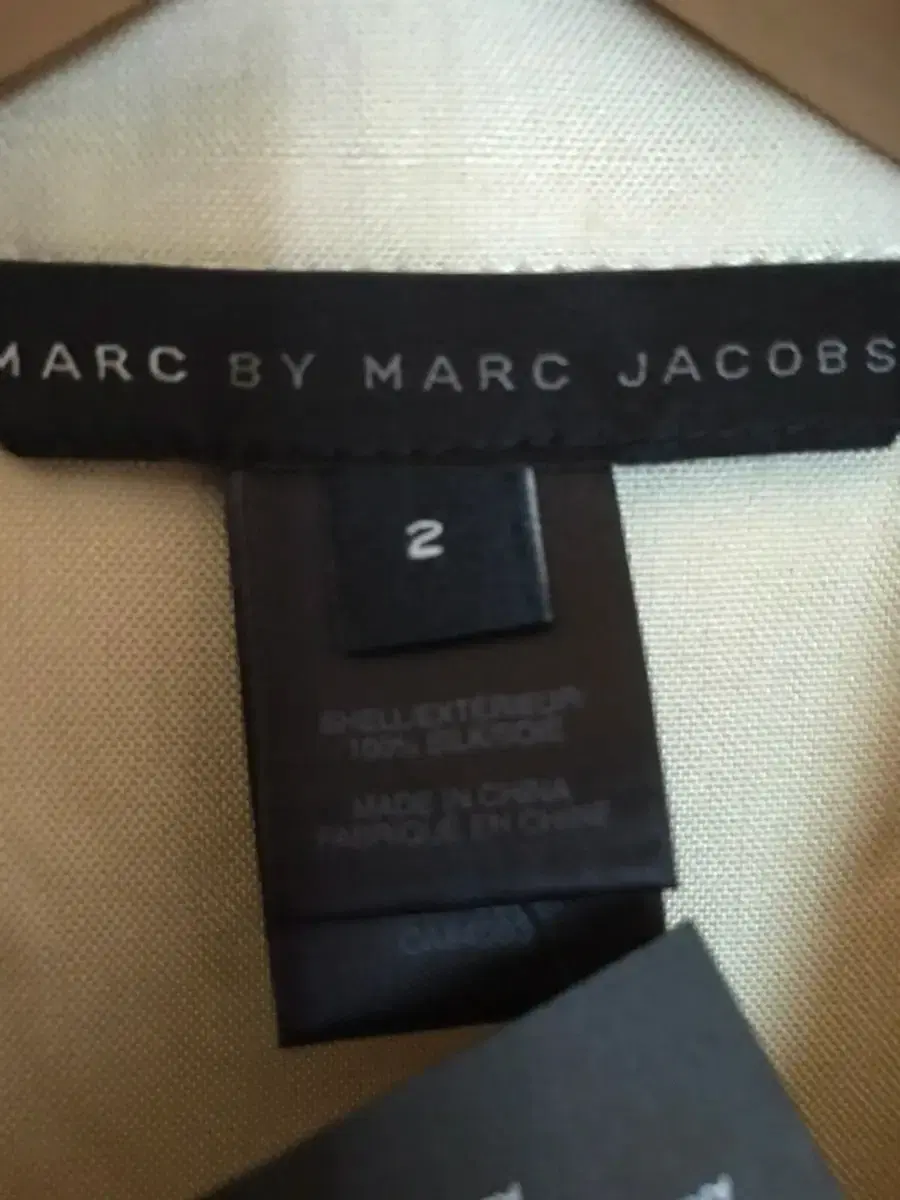 MARC BY MARC JACOBS
2
SHELL/EXTERIEUR:
100% SILK/SOIE
MADE IN CHINA
FABRIQUÉ EN CHINE